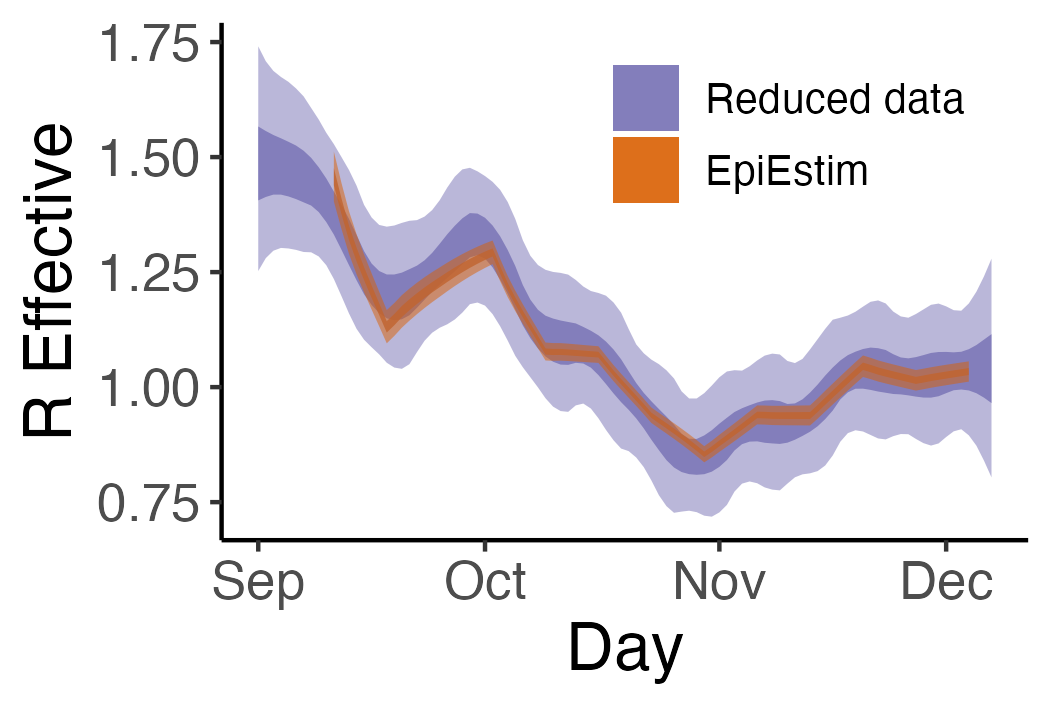 1.75
1.50
1.25
1.00
0.75
R Effective
Reduced data
EpiEstim
Sep Oct Nov Dec
Day